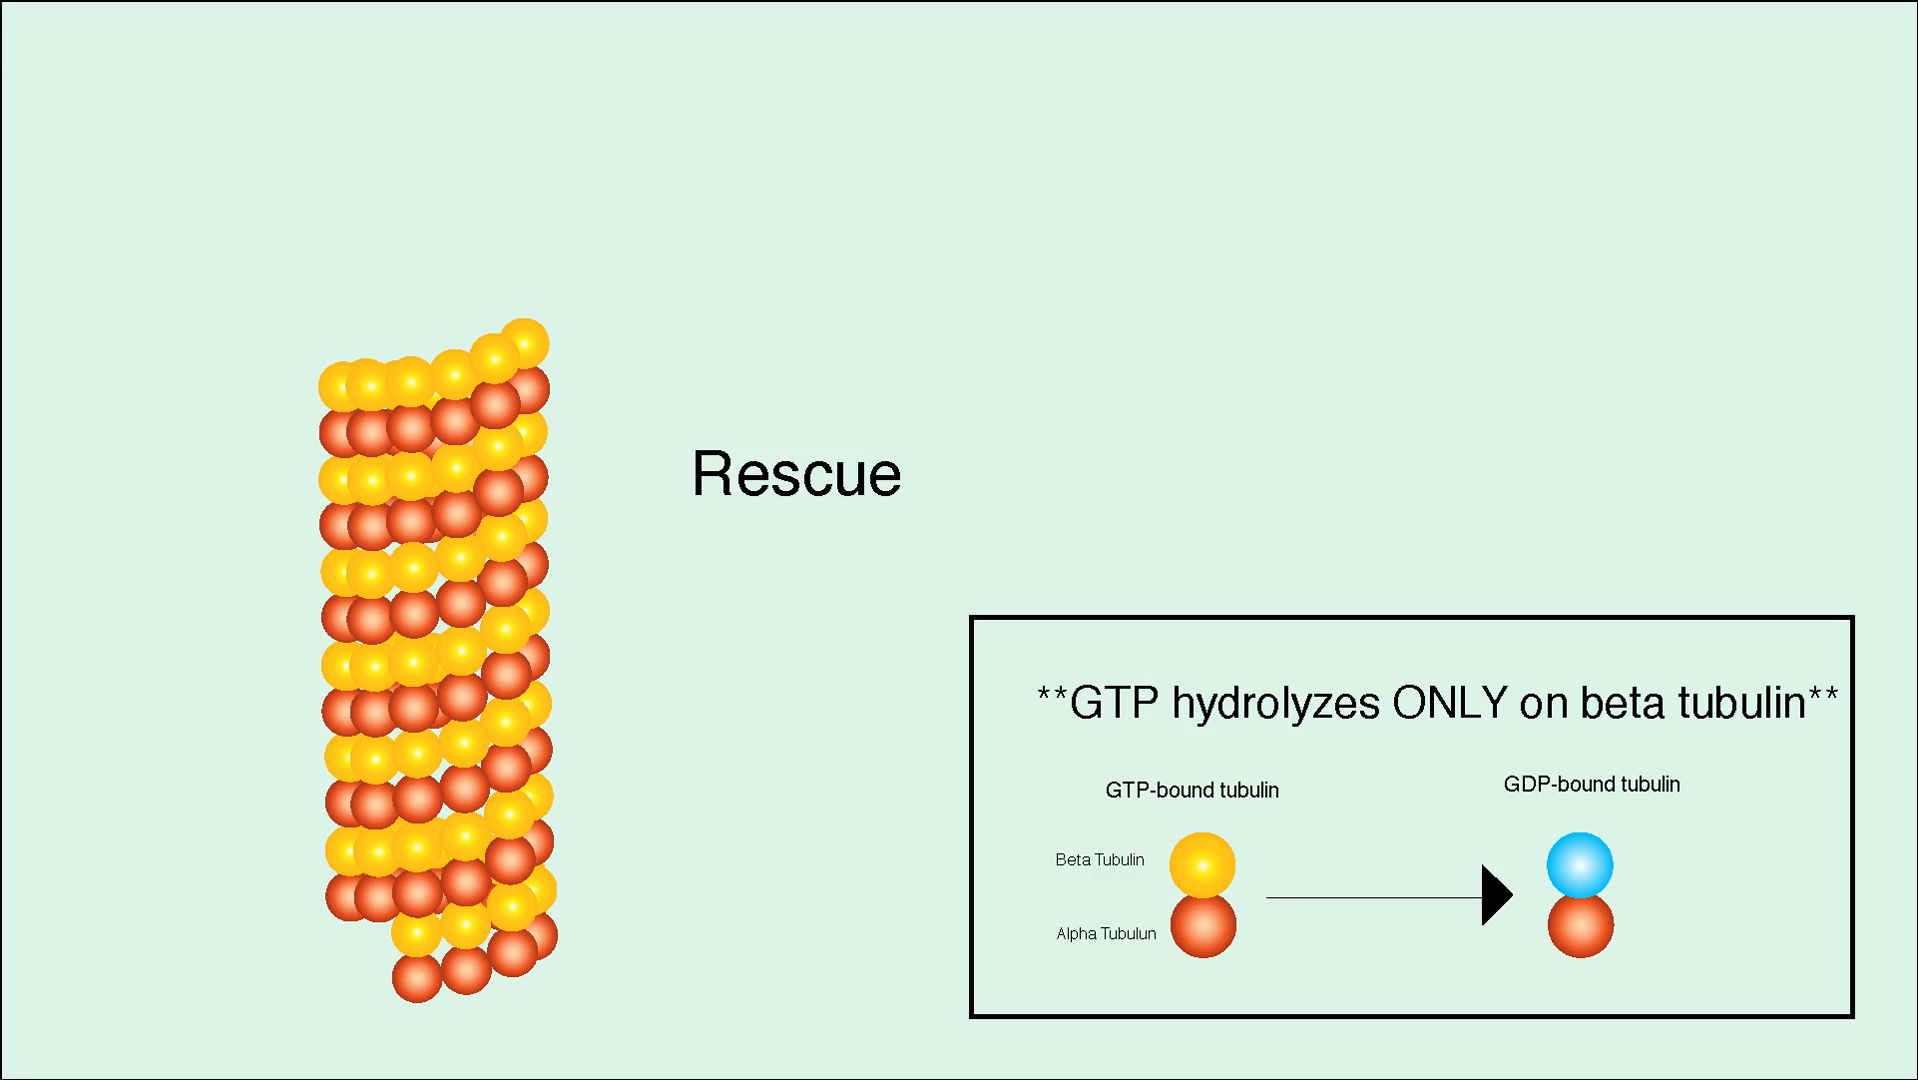 Rescue
**GTP hydrolyzes ONLY on beta tubulin**
GTP-bound tubulin
GDP-bound tubulin
Beta Tubulin
Alpha Tubulun